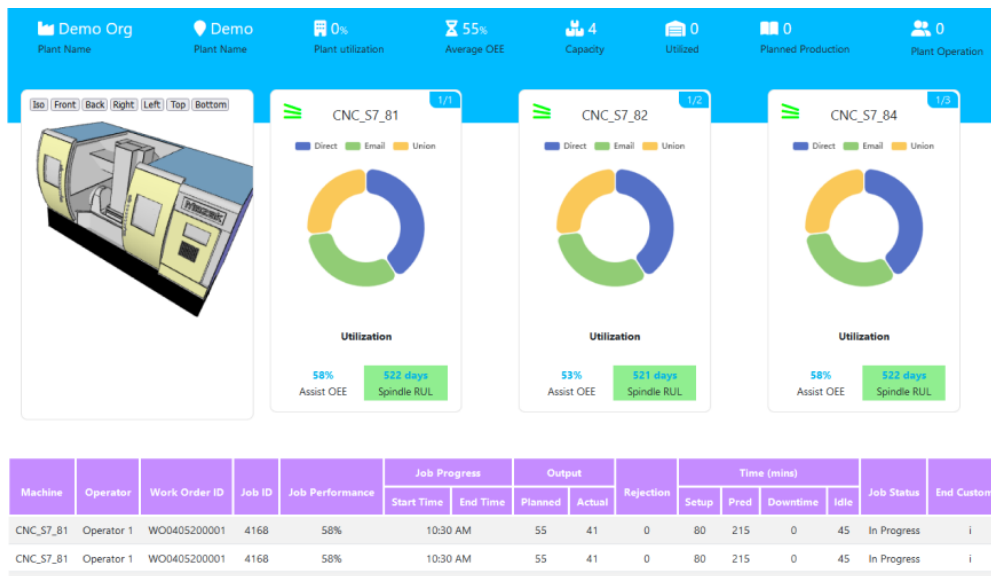 Demo Org
Plant Name
Demo
Plant Name
0%
Plant utilization
55%
Average OEE
4
Capacity
0
Utilized
0
Planned Production
0
Plant Operation
Iso Front Back Right Left Top Bottom
Mazak
1/1
CNC_S7_81
Direct Email Union
Utilization
58%
Assist OEE
522 days
Spindle RUL
1/2
CNC_S7_82
Direct Email Union
Utilization
53%
Assist OEE
521 days
Spindle RUL
1/3
CNC_S7_84
Direct Email Union
Utilization
58%
Assist OEE
522 days
Spindle RUL
Job Progress Output Time (mins)
Machine Operator Work Order ID Job ID Job Performance Rejection Job Status End Custom
Start Time End Time Planned Actual Setup Pred Downtime Idle
CNC_S7_81 Operator 1 WO0405200001 4168 58% 10:30 AM 55 41 0 80 215 0 45 In Progress i
CNC_S7_81 Operator 1 WO0405200001 4168 58% 10:30 AM 55 41 0 80 215 0 45 In Progress i